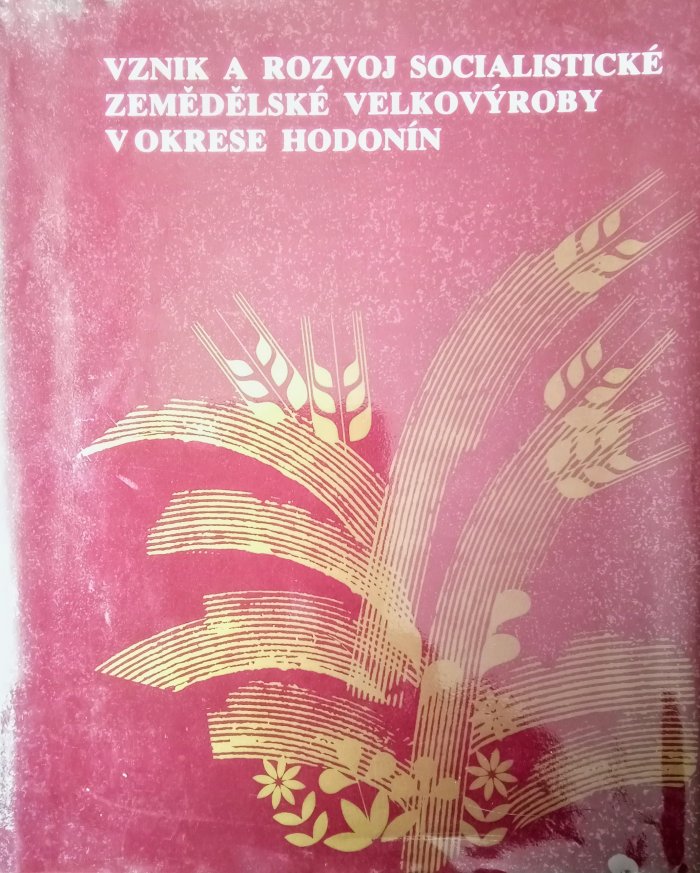 VZNIK A ROZVOJ SOCIALISTICKÉ
ZEMĚDĚLSKÉ VELKOVÝROBY
V OKRESE HODONÍN